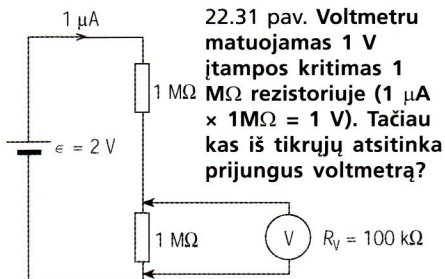 1 μA
22.31 pav. Voltmetru
matuojamas 1 V
įtampos kritimas 1
MΩ rezistoriuje (1 μA
× 1MΩ = 1 V). Tačiau
kas iš tikrųjų atsitinka
prijungus voltmetrą?
1 MΩ
ϵ = 2 V
1 MΩ
V
R_V = 100 kΩ